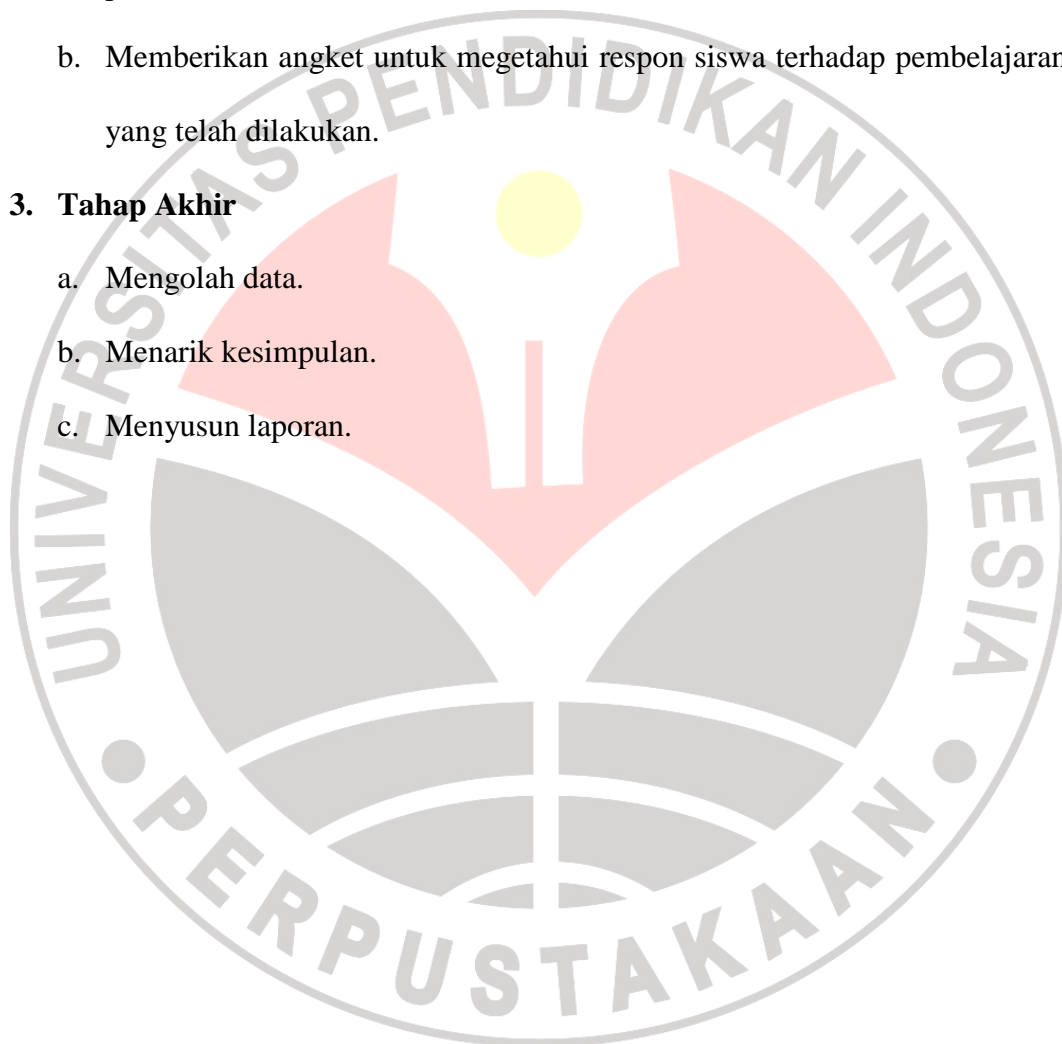 b. Memberikan angket untuk megetahui respon siswa terhadap pembelajaran
yang telah dilakukan.
3. Tahap Akhir
a. Mengolah data.
b. Menarik kesimpulan.
c. Menyusun laporan.
UNIVERSITAS PENDIDIKAN INDONESIA
PERPUSTAKAAN